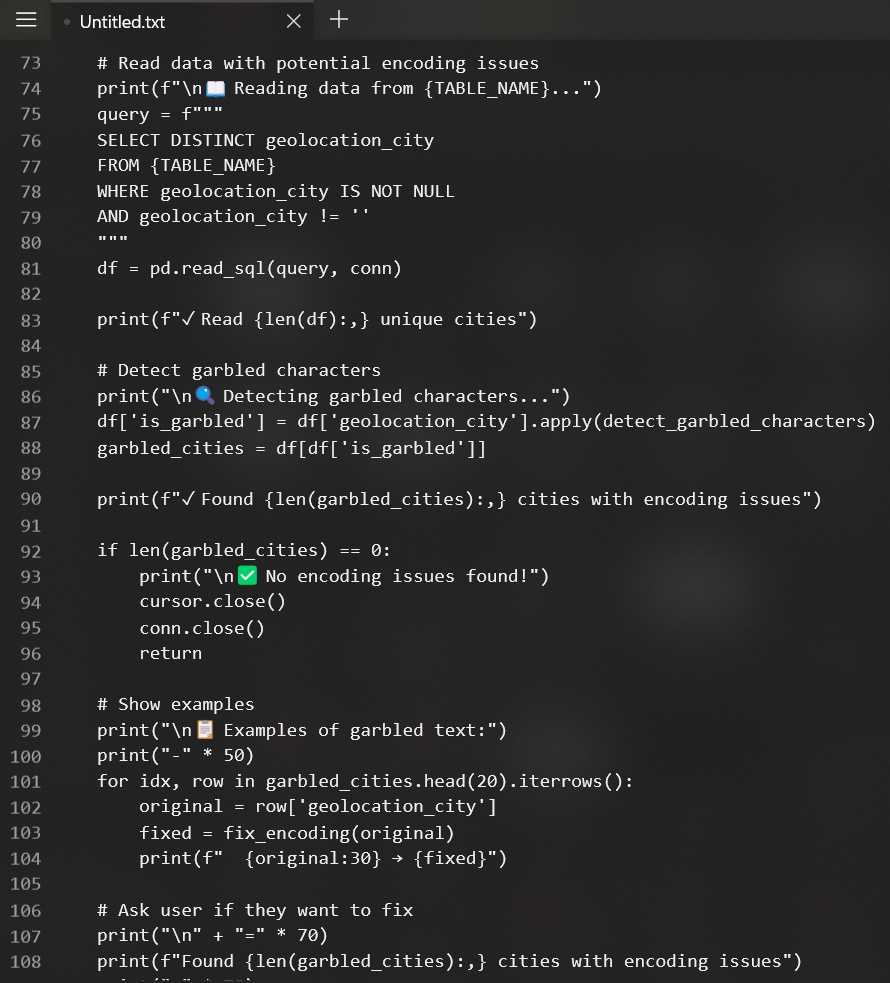 Untitled.txt
73 # Read data with potential encoding issues
74 print(f"\n📖 Reading data from {TABLE_NAME}...")
75 query = f"""
76 SELECT DISTINCT geolocation_city
77 FROM {TABLE_NAME}
78 WHERE geolocation_city IS NOT NULL
79 AND geolocation_city != ''
80 """
81 df = pd.read_sql(query, conn)
82
83 print(f"✓ Read {len(df):,} unique cities")
84
85 # Detect garbled characters
86 print("\n🔍 Detecting garbled characters...")
87 df['is_garbled'] = df['geolocation_city'].apply(detect_garbled_characters)
88 garbled_cities = df[df['is_garbled']]
89
90 print(f"✓ Found {len(garbled_cities):,} cities with encoding issues")
91
92 if len(garbled_cities) == 0:
93 print("\n✅ No encoding issues found!")
94 cursor.close()
95 conn.close()
96 return
97
98 # Show examples
99 print("\n📋 Examples of garbled text:")
100 print("-" * 50)
101 for idx, row in garbled_cities.head(20).iterrows():
102 original = row['geolocation_city']
103 fixed = fix_encoding(original)
104 print(f"  {original:30} → {fixed}")
105
106 # Ask user if they want to fix
107 print("\n" + "=" * 70)
108 print(f"Found {len(garbled_cities):,} cities with encoding issues")